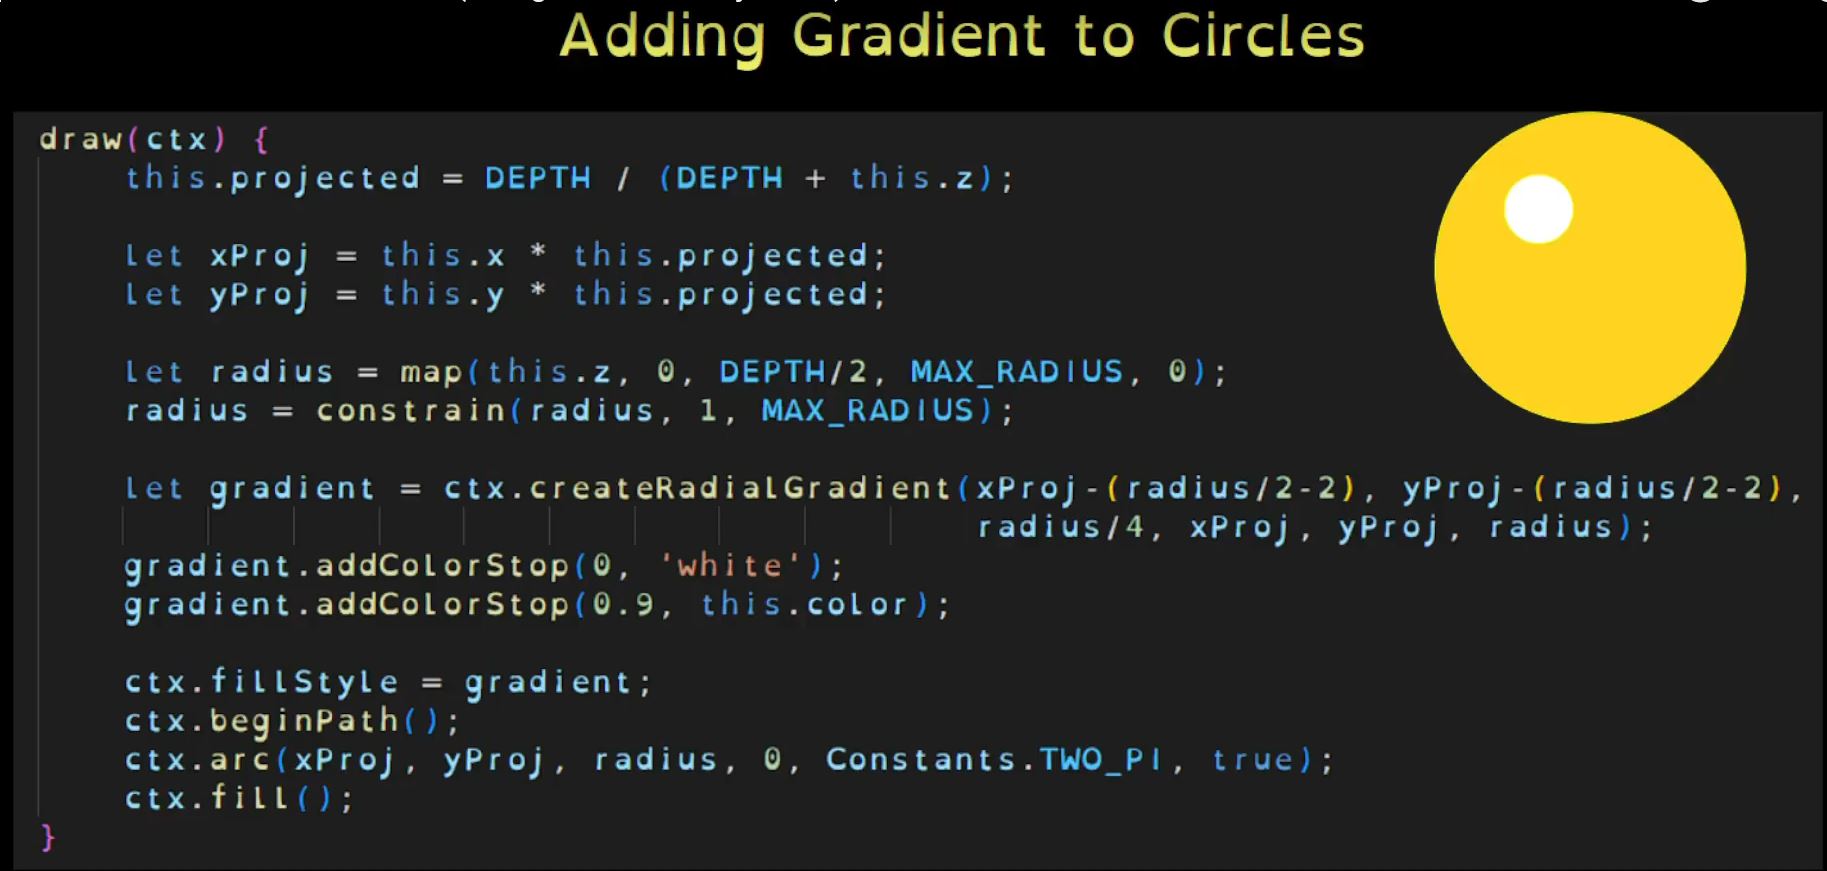 Adding Gradient to Circles
draw(ctx) {
    this.projected = DEPTH / (DEPTH + this.z);
    let xProj = this.x * this.projected;
    let yProj = this.y * this.projected;
    let radius = map(this.z, 0, DEPTH/2, MAX_RADIUS, 0);
    radius = constrain(radius, 1, MAX_RADIUS);
    let gradient = ctx.createRadialGradient(xProj-(radius/2-2), yProj-(radius/2-2),
                                            radius/4, xProj, yProj, radius);
    gradient.addColorStop(0, 'white');
    gradient.addColorStop(0.9, this.color);
    ctx.fillStyle = gradient;
    ctx.beginPath();
    ctx.arc(xProj, yProj, radius, 0, Constants.TWO_PI, true);
    ctx.fill();
}